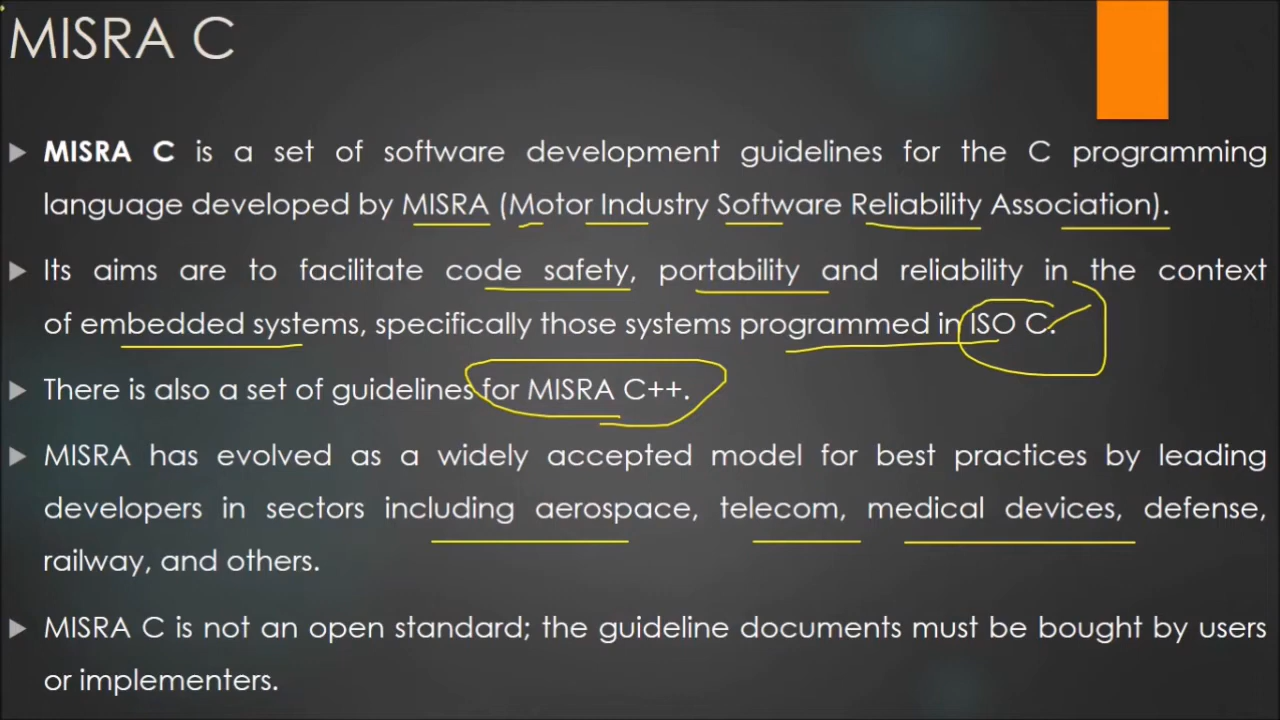 MISRA C
MISRA C is a set of software development guidelines for the C programming
language developed by MISRA (Motor Industry Software Reliability Association).
Its aims are to facilitate code safety, portability and reliability in the context
of embedded systems, specifically those systems programmed in ISO C.
There is also a set of guidelines for MISRA C++.
MISRA has evolved as a widely accepted model for best practices by leading
developers in sectors including aerospace, telecom, medical devices, defense,
railway, and others.
MISRA C is not an open standard; the guideline documents must be bought by users
or implementers.